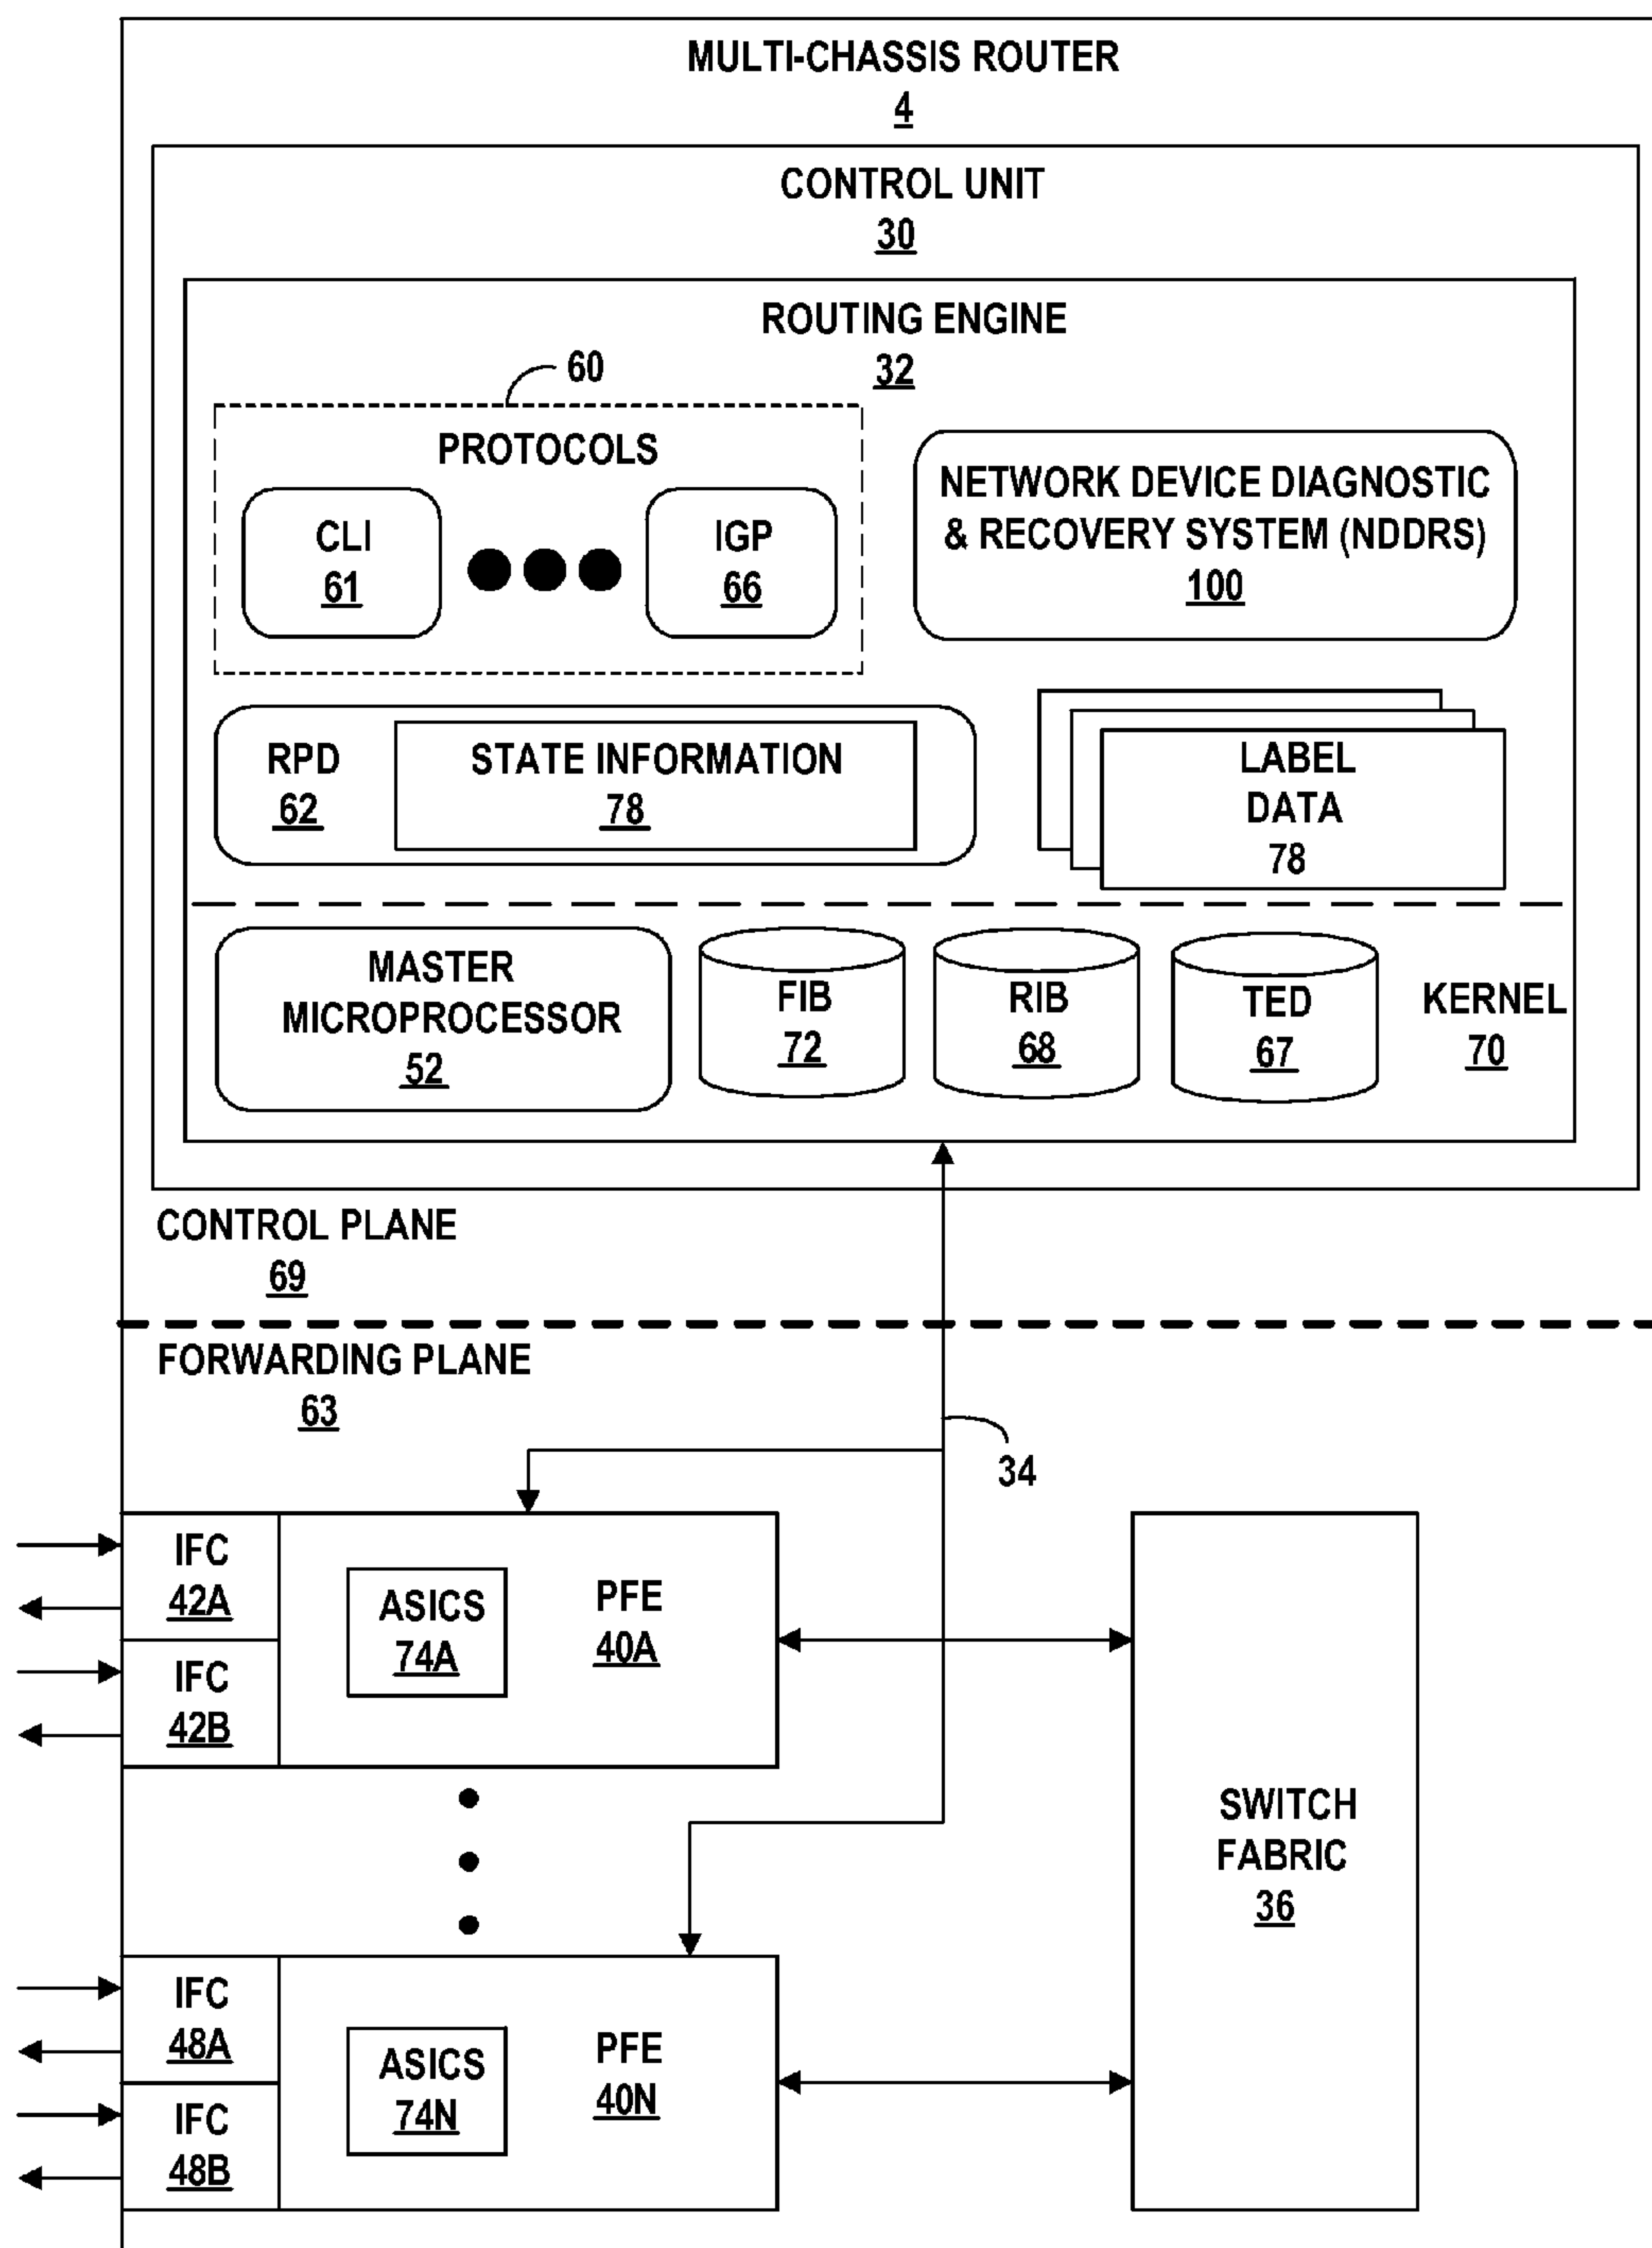 MULTI-CHASSIS ROUTER
4
CONTROL UNIT
30
ROUTING ENGINE
32
60
PROTOCOLS
CLI
61
IGP
66
NETWORK DEVICE DIAGNOSTIC
& RECOVERY SYSTEM (NDDRS)
100
RPD
62
STATE INFORMATION
78
LABEL
DATA
78
MASTER
MICROPROCESSOR
52
FIB
72
RIB
68
TED
67
KERNEL
70
CONTROL PLANE
69
FORWARDING PLANE
63
34
IFC
42A
IFC
42B
ASICS
74A
PFE
40A
SWITCH
FABRIC
36
IFC
48A
IFC
48B
ASICS
74N
PFE
40N